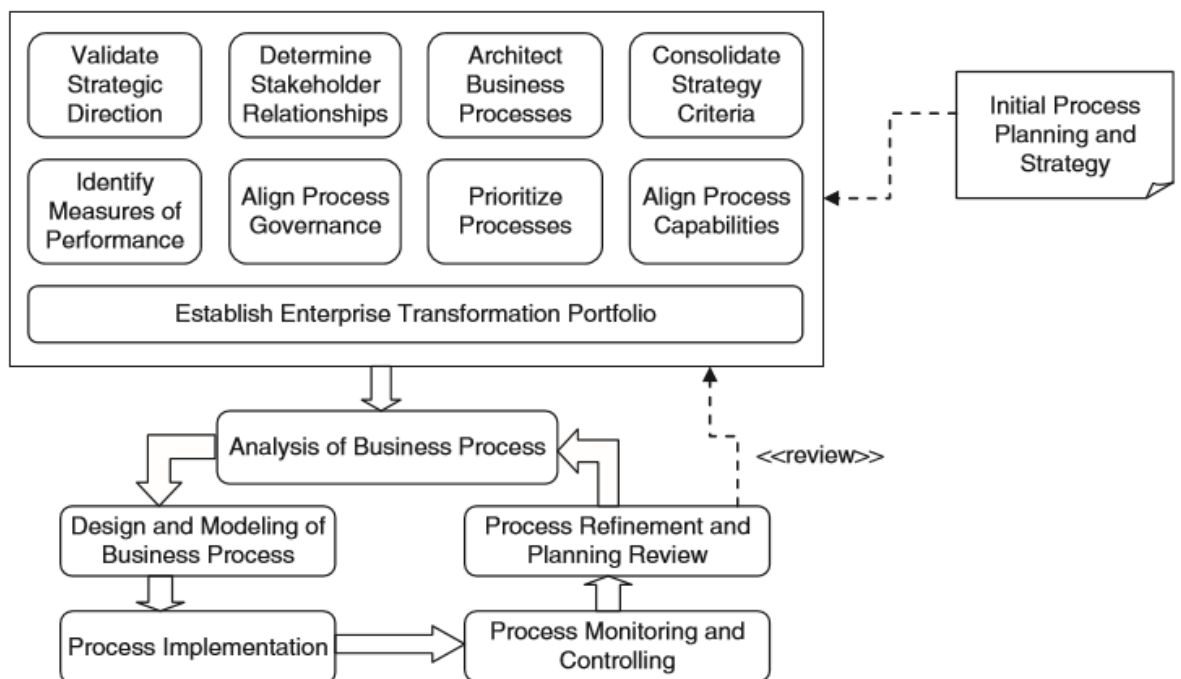 Validate
Strategic
Direction
Determine
Stakeholder
Relationships
Architect
Business
Processes
Consolidate
Strategy
Criteria
Initial Process
Planning and
Strategy
Identify
Measures of
Performance
Align Process
Governance
Prioritize
Processes
Align Process
Capabilities
Establish Enterprise Transformation Portfolio
Analysis of Business Process
<<review>>
Design and Modeling of
Business Process
Process Refinement and
Planning Review
Process Implementation
Process Monitoring and
Controlling